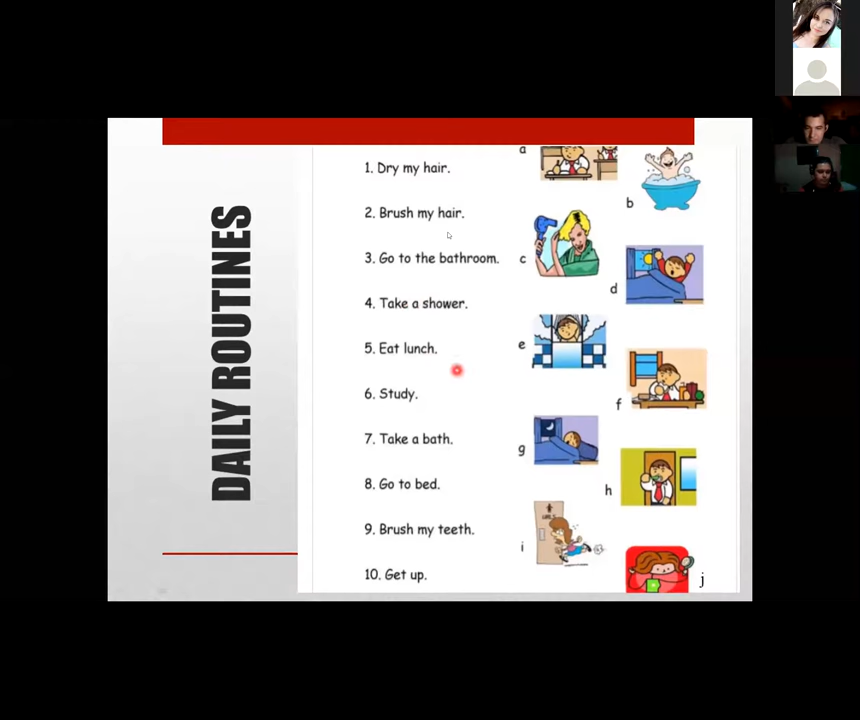 DAILY ROUTINES
1. Dry my hair.
2. Brush my hair.
3. Go to the bathroom.
4. Take a shower.
5. Eat lunch.
6. Study.
7. Take a bath.
8. Go to bed.
9. Brush my teeth.
10. Get up.
a
b
c
d
e
f
g
h
i
j